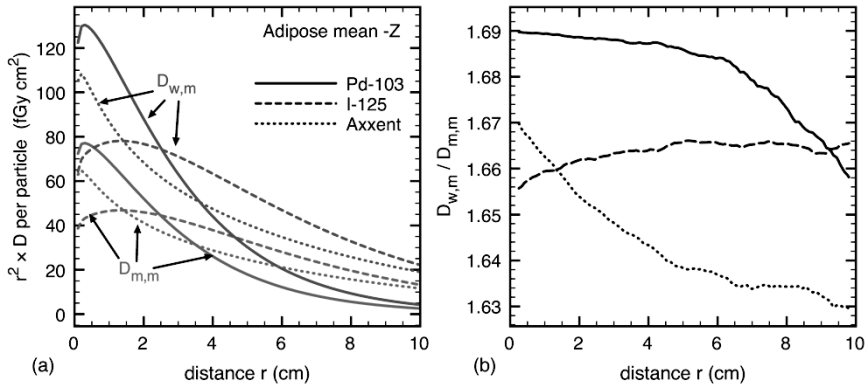 Adipose mean -Z
Pd-103
I-125
Axxent
D_w,m
D_m,m
r² × D per particle (fGy cm²)
0
20
40
60
80
100
120
0
2
4
6
8
10
distance r (cm)
(a)
D_w,m / D_m,m
1.63
1.64
1.65
1.66
1.67
1.68
1.69
0
2
4
6
8
10
distance r (cm)
(b)